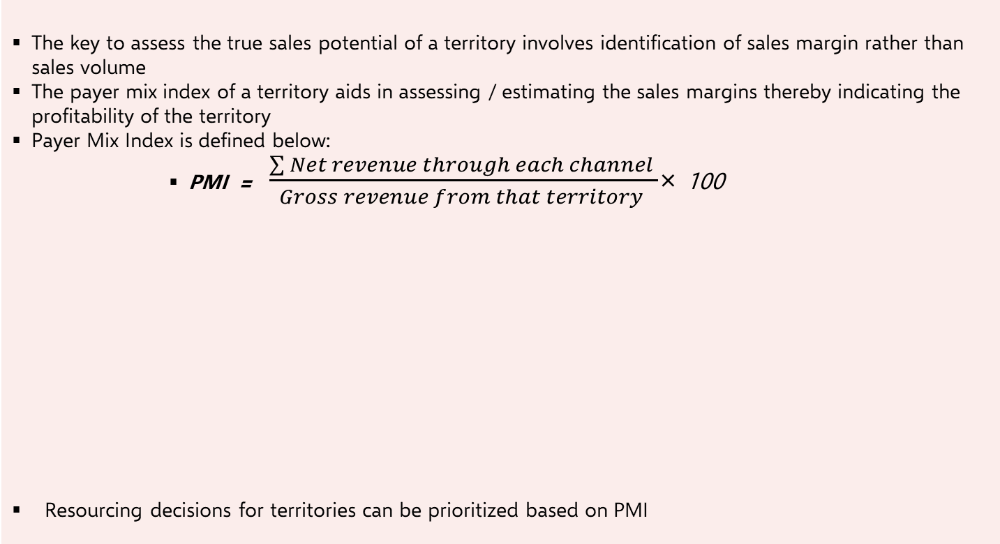 ▪ The key to assess the true sales potential of a territory involves identification of sales margin rather than
sales volume
▪ The payer mix index of a territory aids in assessing / estimating the sales margins thereby indicating the
profitability of the territory
▪ Payer Mix Index is defined below:
∑ Net revenue through each channel
▪ PMI = × 100
Gross revenue from that territory
▪ Resourcing decisions for territories can be prioritized based on PMI